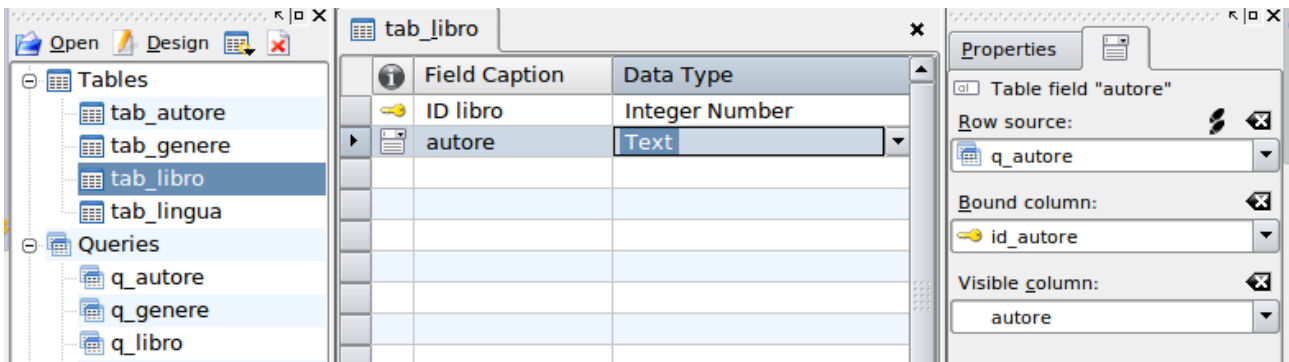 Open Design
Tables
tab_autore
tab_genere
tab_libro
tab_lingua
Queries
q_autore
q_genere
q_libro
tab_libro
Field Caption Data Type
ID libro Integer Number
autore Text
Properties
Table field "autore"
Row source:
q_autore
Bound column:
id_autore
Visible column:
autore